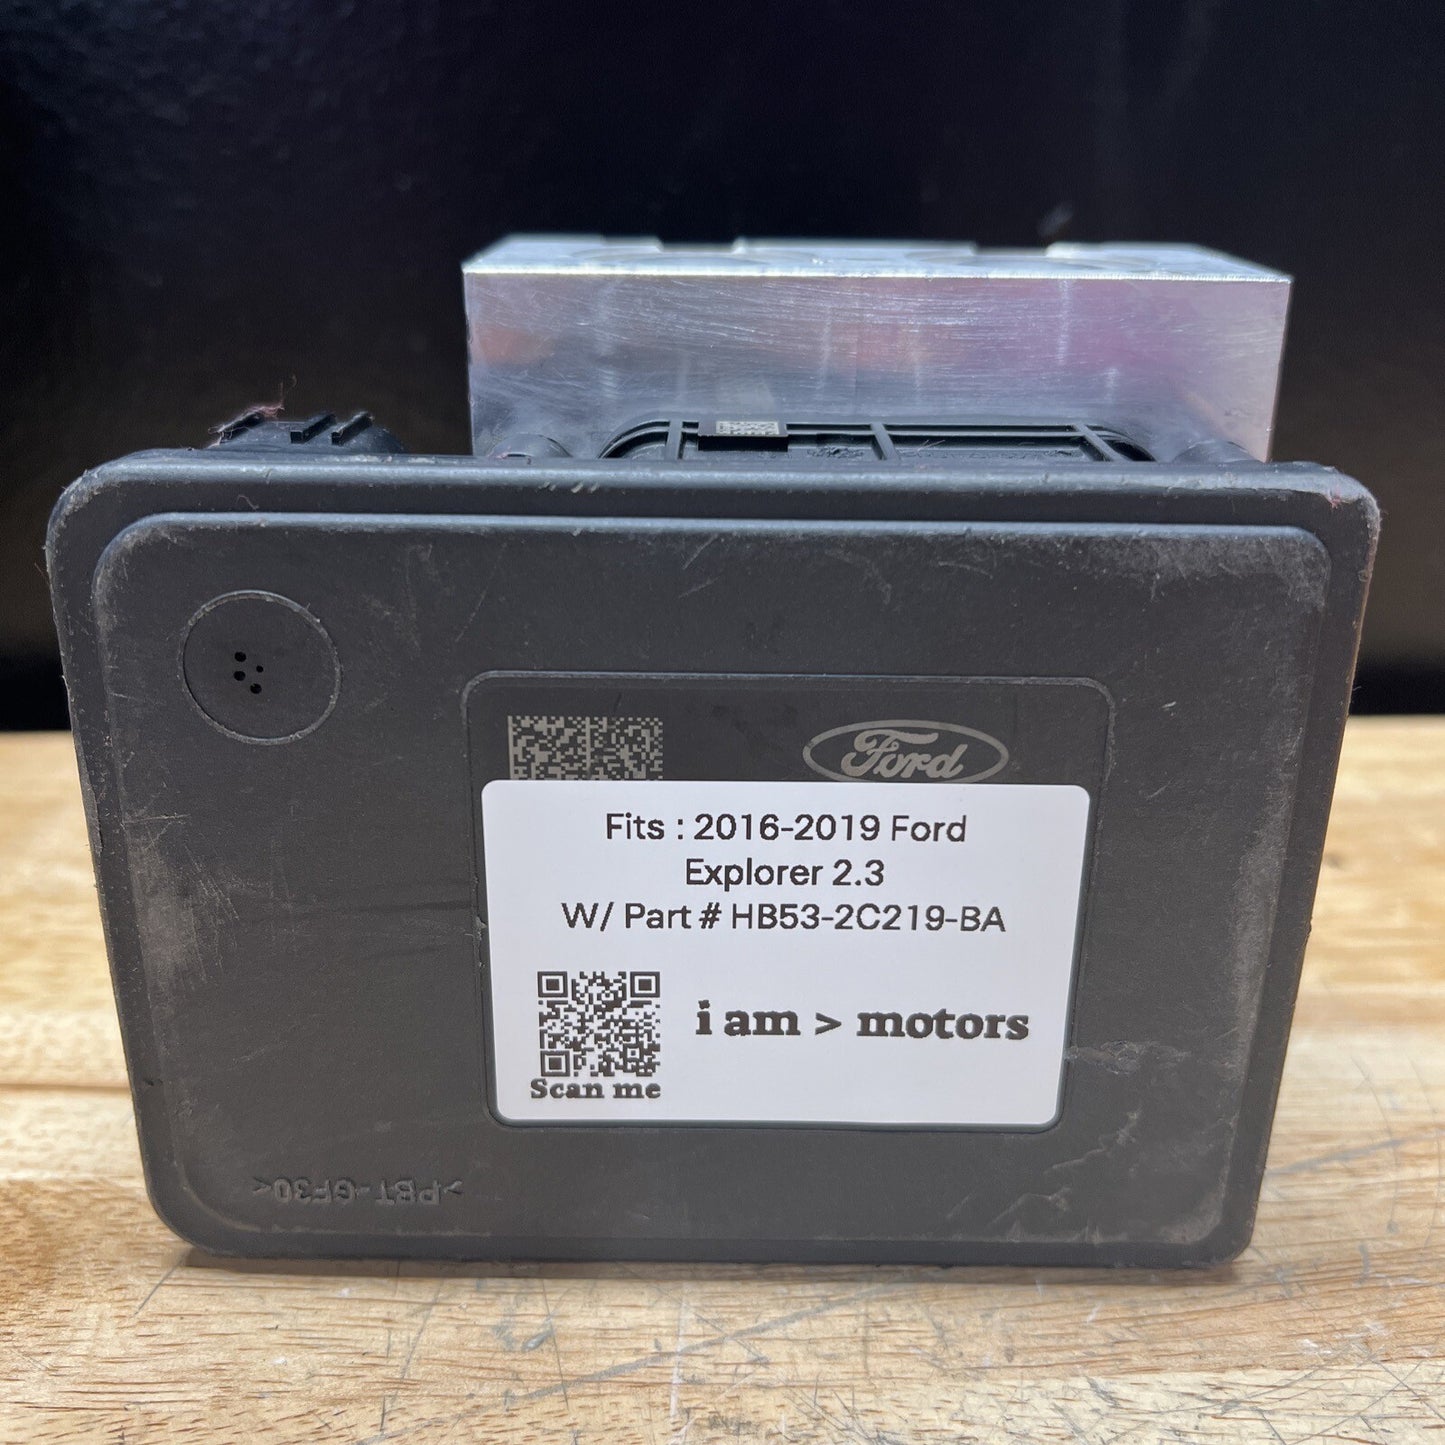 Ford
Fits : 2016-2019 Ford
Explorer 2.3
W/ Part # HB53-2C219-BA
i am > motors
Scan me
>PBT-GF30<